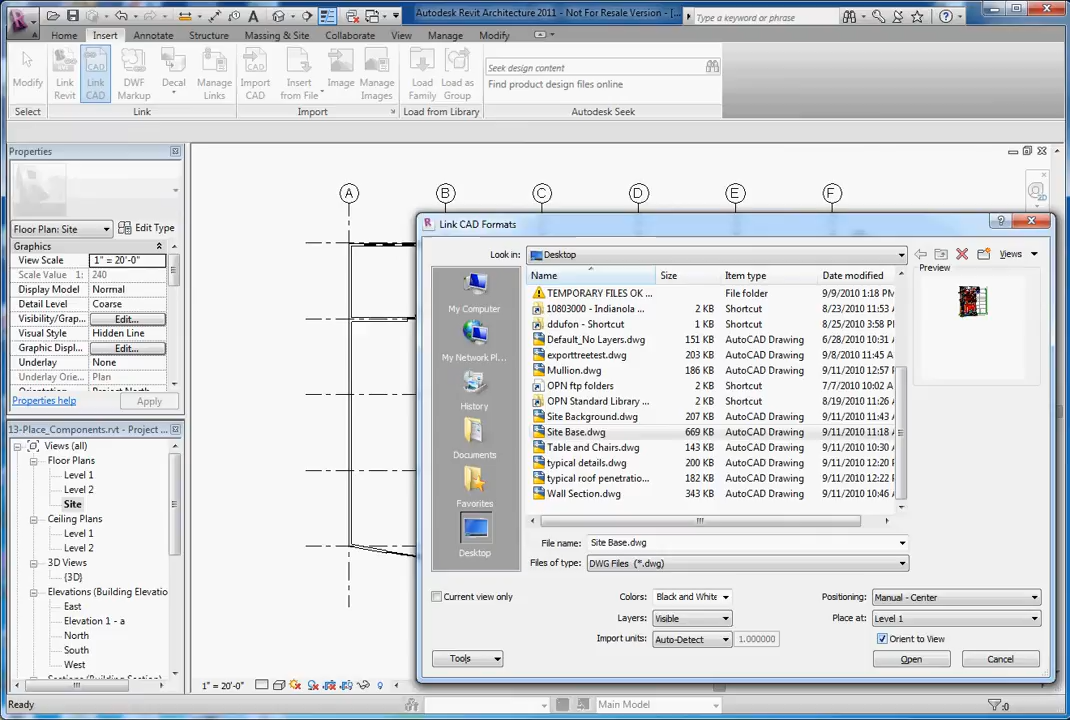 Autodesk Revit Architecture 2011 - Not For Resale Version - [...
Type a keyword or phrase
Home Insert Annotate Structure Massing & Site Collaborate View Manage Modify
Modify Link Revit Link CAD DWF Markup Decal Manage Links Import CAD Insert from File Image Manage Images Load Family Load as Group
Seek design content
Find product design files online
Select Link Import Load from Library Autodesk Seek
Properties
Floor Plan: Site Edit Type
Graphics
View Scale 1" = 20'-0"
Scale Value 1: 240
Display Model Normal
Detail Level Coarse
Visibility/Grap... Edit...
Visual Style Hidden Line
Graphic Displ... Edit...
Underlay None
Underlay Orie... Plan
Orientation Project North
Properties help Apply
13-Place_Components.rvt - Project ...
Views (all)
Floor Plans
Level 1
Level 2
Site
Ceiling Plans
Level 1
Level 2
3D Views
{3D}
Elevations (Building Elevatio
East
Elevation 1 - a
North
South
West
Sections (Building Section)
A B C D E F
2D
Link CAD Formats
Look in: Desktop Views
Preview
Name Size Item type Date modified
TEMPORARY FILES OK ... File folder 9/9/2010 1:18 PM
10803000 - Indianola ... 2 KB Shortcut 8/23/2010 11:53
ddufon - Shortcut 1 KB Shortcut 8/25/2010 3:58 P
Default_No Layers.dwg 151 KB AutoCAD Drawing 6/28/2010 10:31
exporttreetest.dwg 203 KB AutoCAD Drawing 9/8/2010 11:45 A
Mullion.dwg 186 KB AutoCAD Drawing 9/11/2010 12:57
OPN ftp folders 2 KB Shortcut 7/7/2010 10:02 A
OPN Standard Library ... 2 KB Shortcut 8/19/2010 11:26
Site Background.dwg 207 KB AutoCAD Drawing 9/11/2010 11:43
Site Base.dwg 669 KB AutoCAD Drawing 9/11/2010 11:18
Table and Chairs.dwg 143 KB AutoCAD Drawing 9/11/2010 10:30
typical details.dwg 200 KB AutoCAD Drawing 9/11/2010 12:20
typical roof penetratio... 182 KB AutoCAD Drawing 9/11/2010 12:22
Wall Section.dwg 343 KB AutoCAD Drawing 9/11/2010 10:46
My Computer
My Network Pl...
History
Documents
Favorites
Desktop
File name: Site Base.dwg
Files of type: DWG Files (*.dwg)
Current view only Colors: Black and White Positioning: Manual - Center
Layers: Visible Place at: Level 1
Import units: Auto-Detect 1.000000 Orient to View
Tools Open Cancel
1" = 20'-0"
Ready Main Model :0